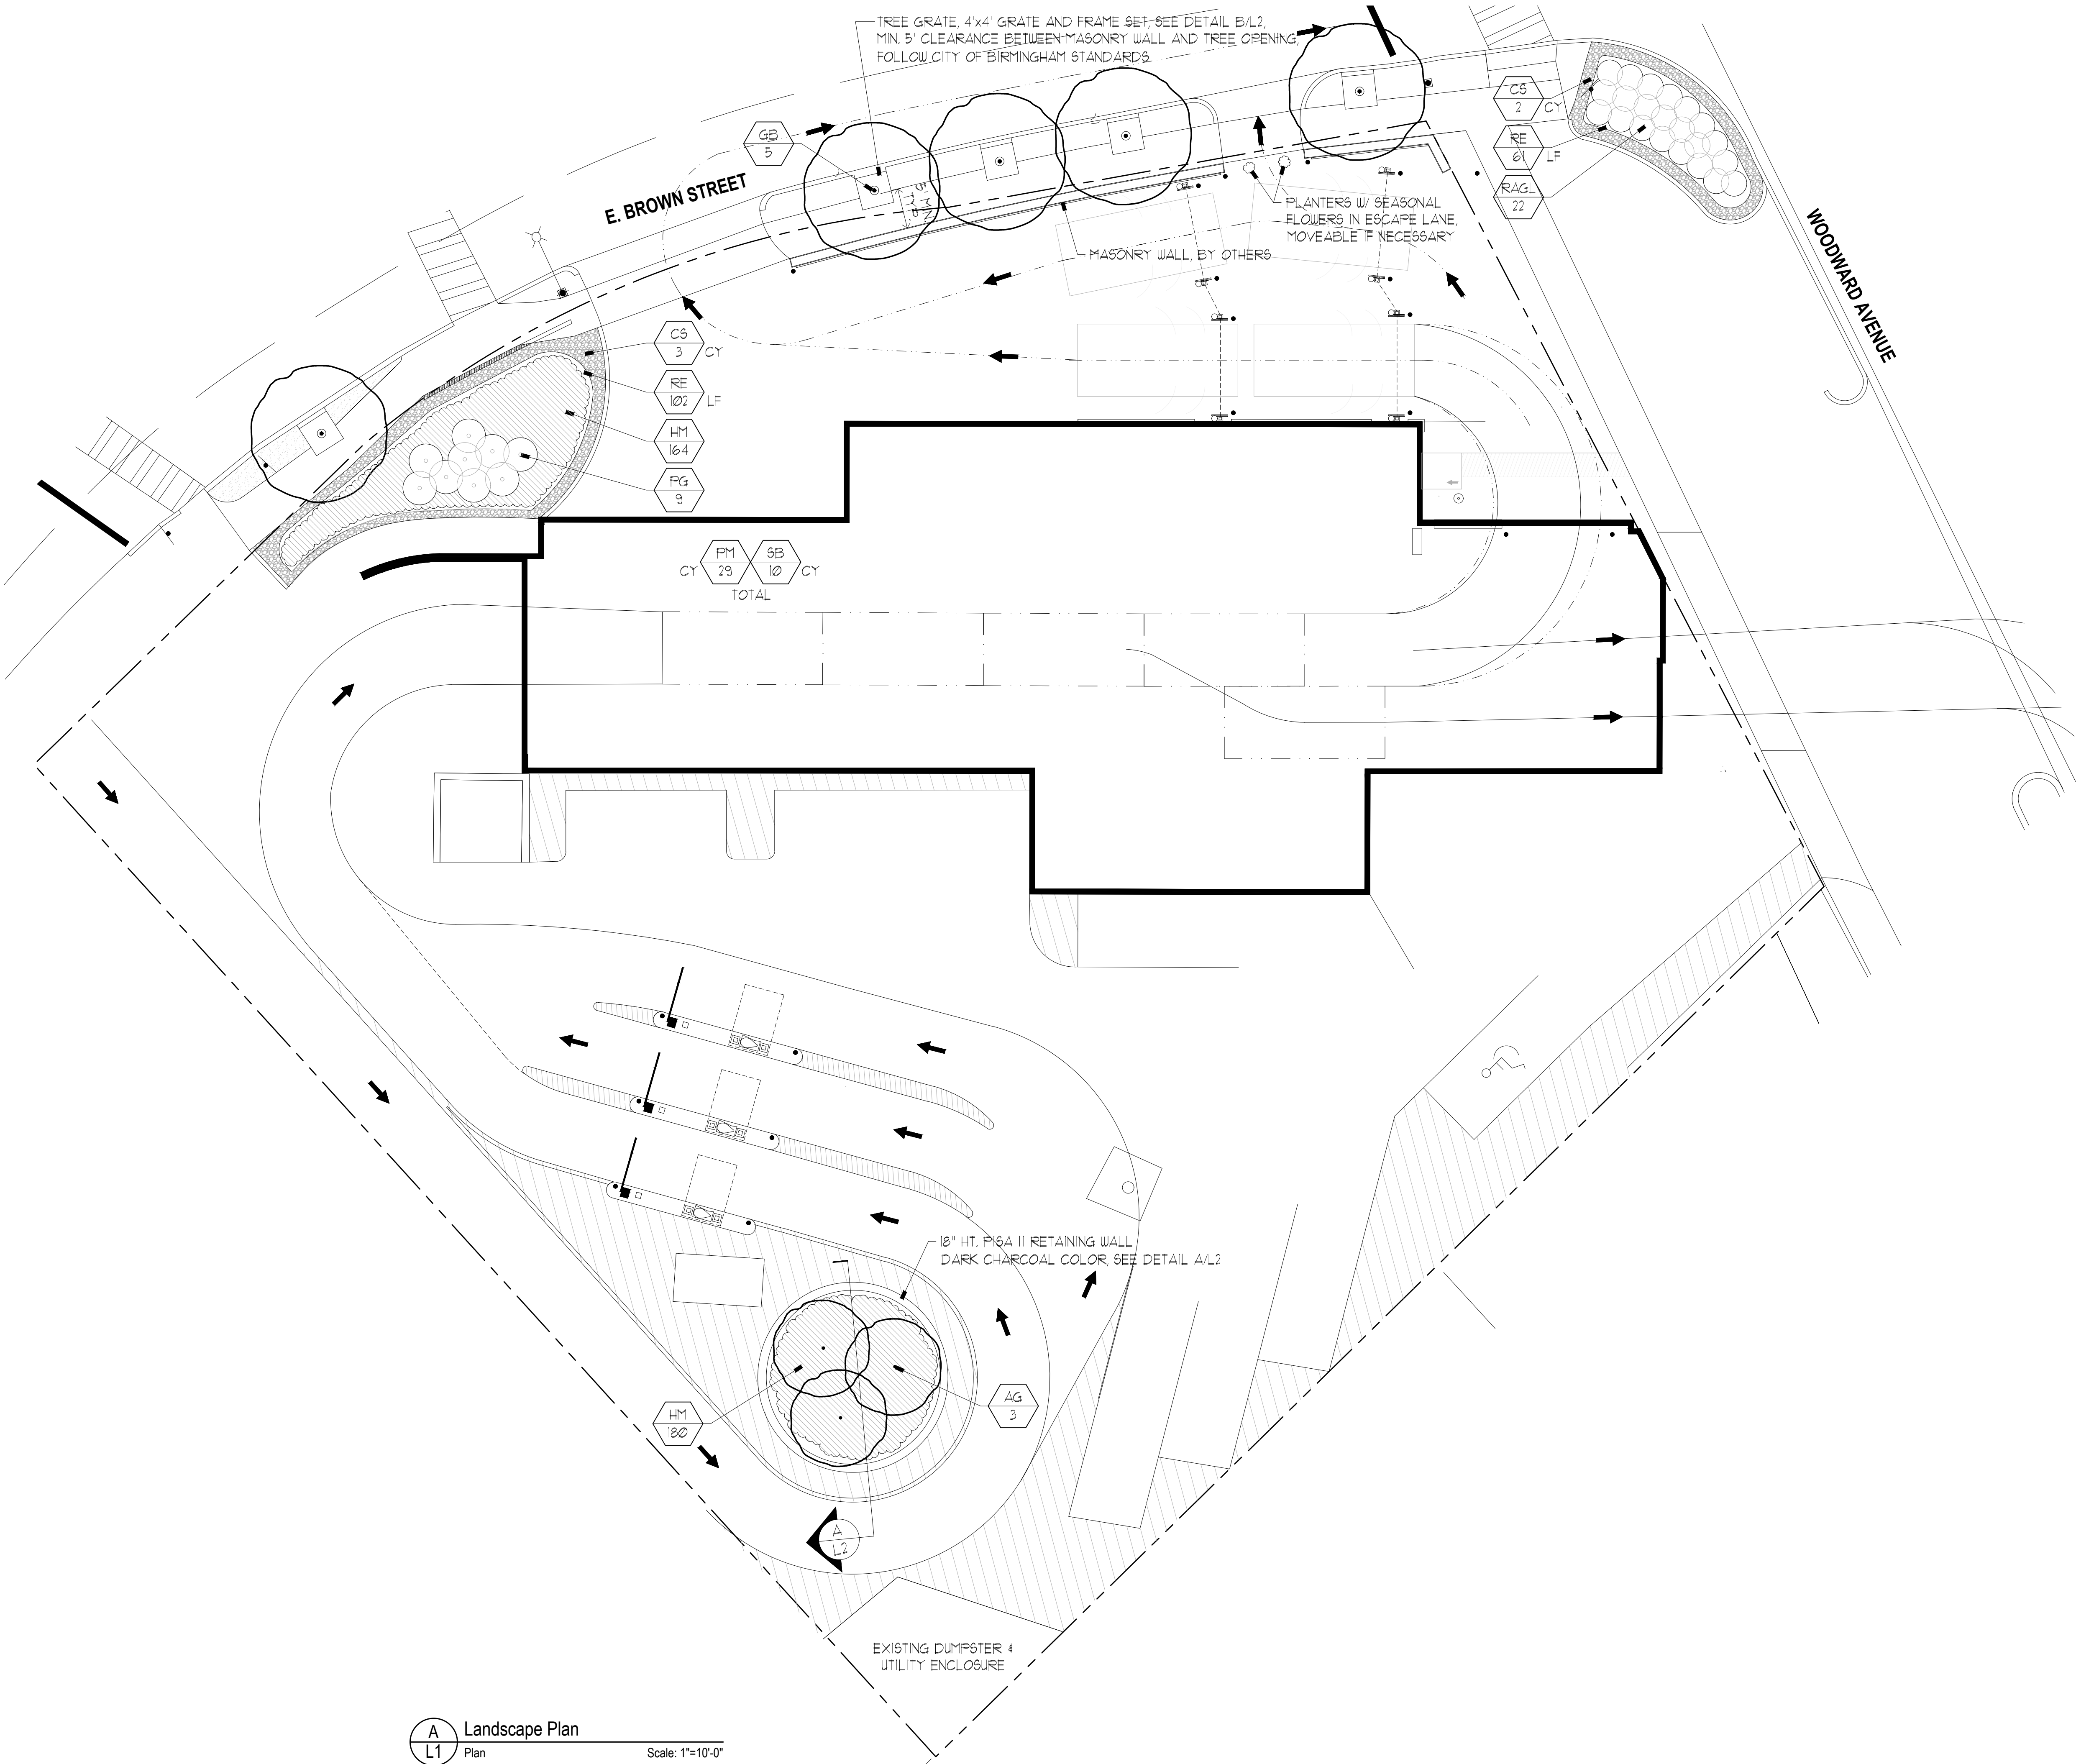 TREE GRATE, 4'x4' GRATE AND FRAME SET, SEE DETAIL B/L2,
MIN. 5' CLEARANCE BETWEEN MASONRY WALL AND TREE OPENING,
FOLLOW CITY OF BIRMINGHAM STANDARDS
GB
5
E. BROWN STREET
5' MIN.
TYP.
CS
2
CY
RE
61
LF
RAGL
22
WOODWARD AVENUE
PLANTERS W/ SEASONAL
FLOWERS IN ESCAPE LANE,
MOVEABLE IF NECESSARY
MASONRY WALL, BY OTHERS
CS
3
CY
RE
102
LF
HM
164
PG
9
PM
29
CY
SB
10
CY
TOTAL
18" HT. PISA II RETAINING WALL
DARK CHARCOAL COLOR, SEE DETAIL A/L2
HM
180
AG
3
A
L2
EXISTING DUMPSTER &
UTILITY ENCLOSURE
A
L1
Landscape Plan
Plan
Scale: 1"=10'-0"